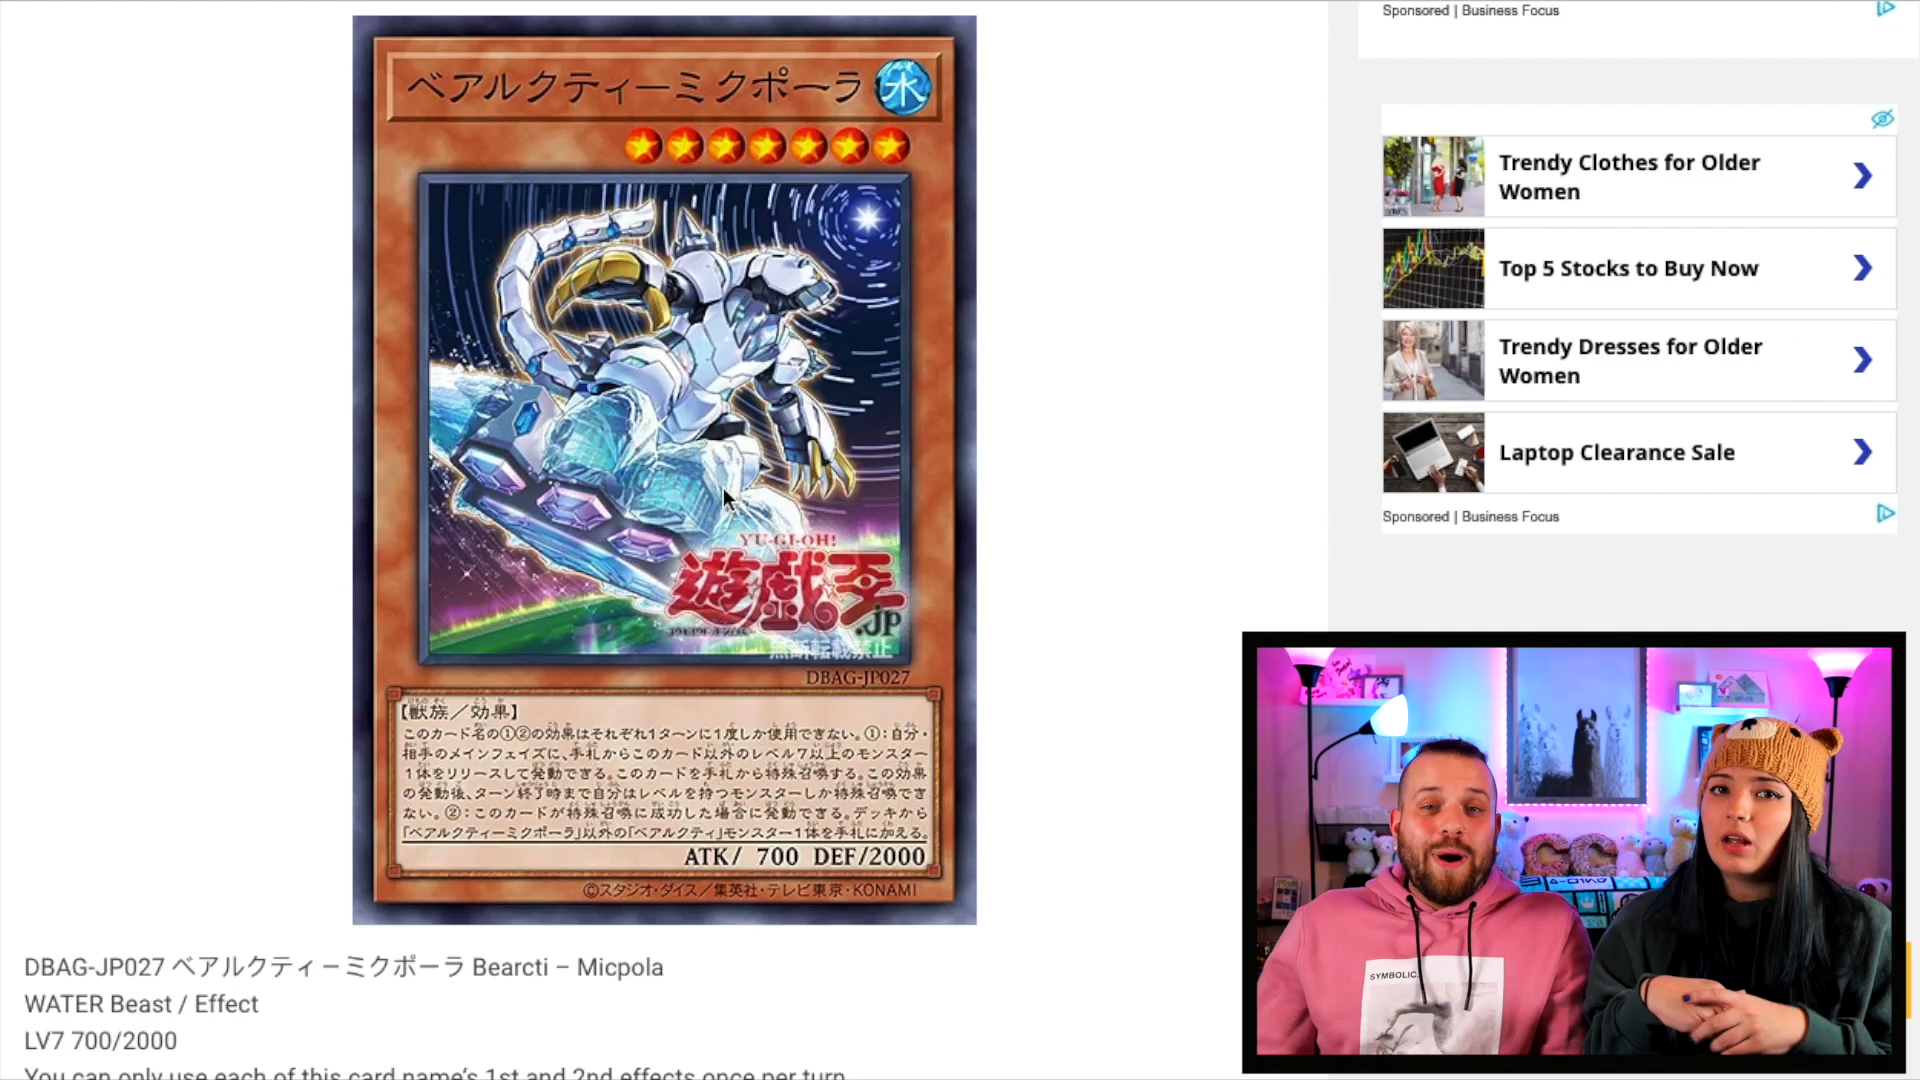 Sponsored | Business Focus
ベアルクティーミクポーラ 水
Trendy Clothes for Older
Women
Top 5 Stocks to Buy Now
Trendy Dresses for Older
Women
Laptop Clearance Sale
Sponsored | Business Focus
YU-GI-OH!
遊戯王
.jp
無断転載禁止
DBAG-JP027
【獣族／効果】
このカード名の①②の効果はそれぞれ1ターンに1度しか使用できない。①：自分・
相手のメインフェイズに、手札からこのカード以外のレベル7以上のモンスター
1体をリリースして発動できる。このカードを手札から特殊召喚する。この効果
の発動後、ターン終了時まで自分はレベルを持つモンスターしか特殊召喚でき
ない。②：このカードが特殊召喚に成功した場合に発動できる。デッキから
「ベアルクティーミクポーラ」以外の「ベアルクティ」モンスター1体を手札に加える。
ATK/ 700 DEF/2000
©スタジオ・ダイス／集英社・テレビ東京・KONAMI
DBAG-JP027 ベアルクティ－ミクポーラ Bearcti – Micpola
WATER Beast / Effect
LV7 700/2000
You can only use each of this card name's 1st and 2nd effects once per turn
SYMBOLIC.